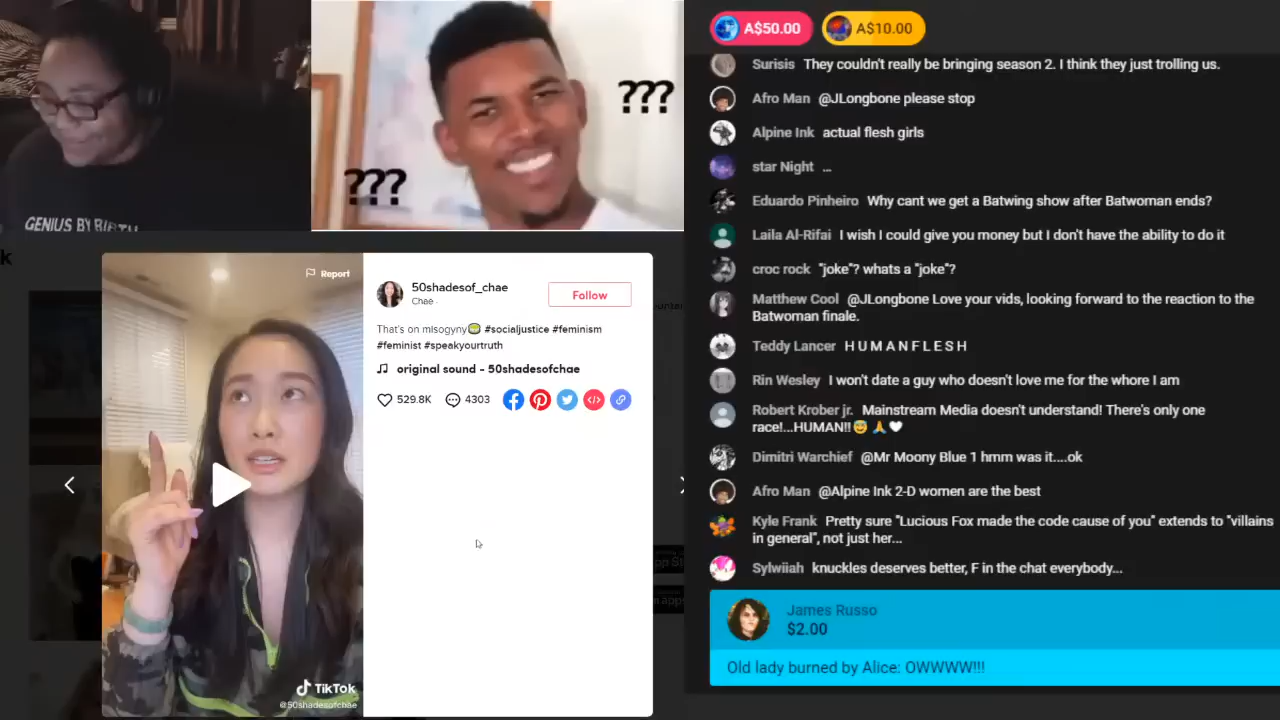 GENIUS BY BIRTH
???
???
k
Report
50shadesof_chae
Chae ·
Follow
That's on misogyny🐸 #socialjustice #feminism
#feminist #speakyourtruth
original sound - 50shadesofchae
529.8K
4303
TikTok
@50shadesofchae
A$50.00
A$10.00
Surisis They couldn't really be bringing season 2. I think they just trolling us.
Afro Man @JLongbone please stop
Alpine Ink actual flesh girls
star Night ...
Eduardo Pinheiro Why cant we get a Batwing show after Batwoman ends?
Laila Al-Rifai I wish I could give you money but I don't have the ability to do it
croc rock "joke"? whats a "joke"?
Matthew Cool @JLongbone Love your vids, looking forward to the reaction to the
Batwoman finale.
Teddy Lancer H U M A N F L E S H
Rin Wesley I won't date a guy who doesn't love me for the whore I am
Robert Krober jr. Mainstream Media doesn't understand! There's only one
race!...HUMAN!!😅🙏🤍
Dimitri Warchief @Mr Moony Blue 1 hmm was it....ok
Afro Man @Alpine Ink 2-D women are the best
Kyle Frank Pretty sure "Lucious Fox made the code cause of you" extends to "villains
in general", not just her...
Sylwiiah knuckles deserves better, F in the chat everybody...
James Russo
$2.00
Old lady burned by Alice: OWWWW!!!